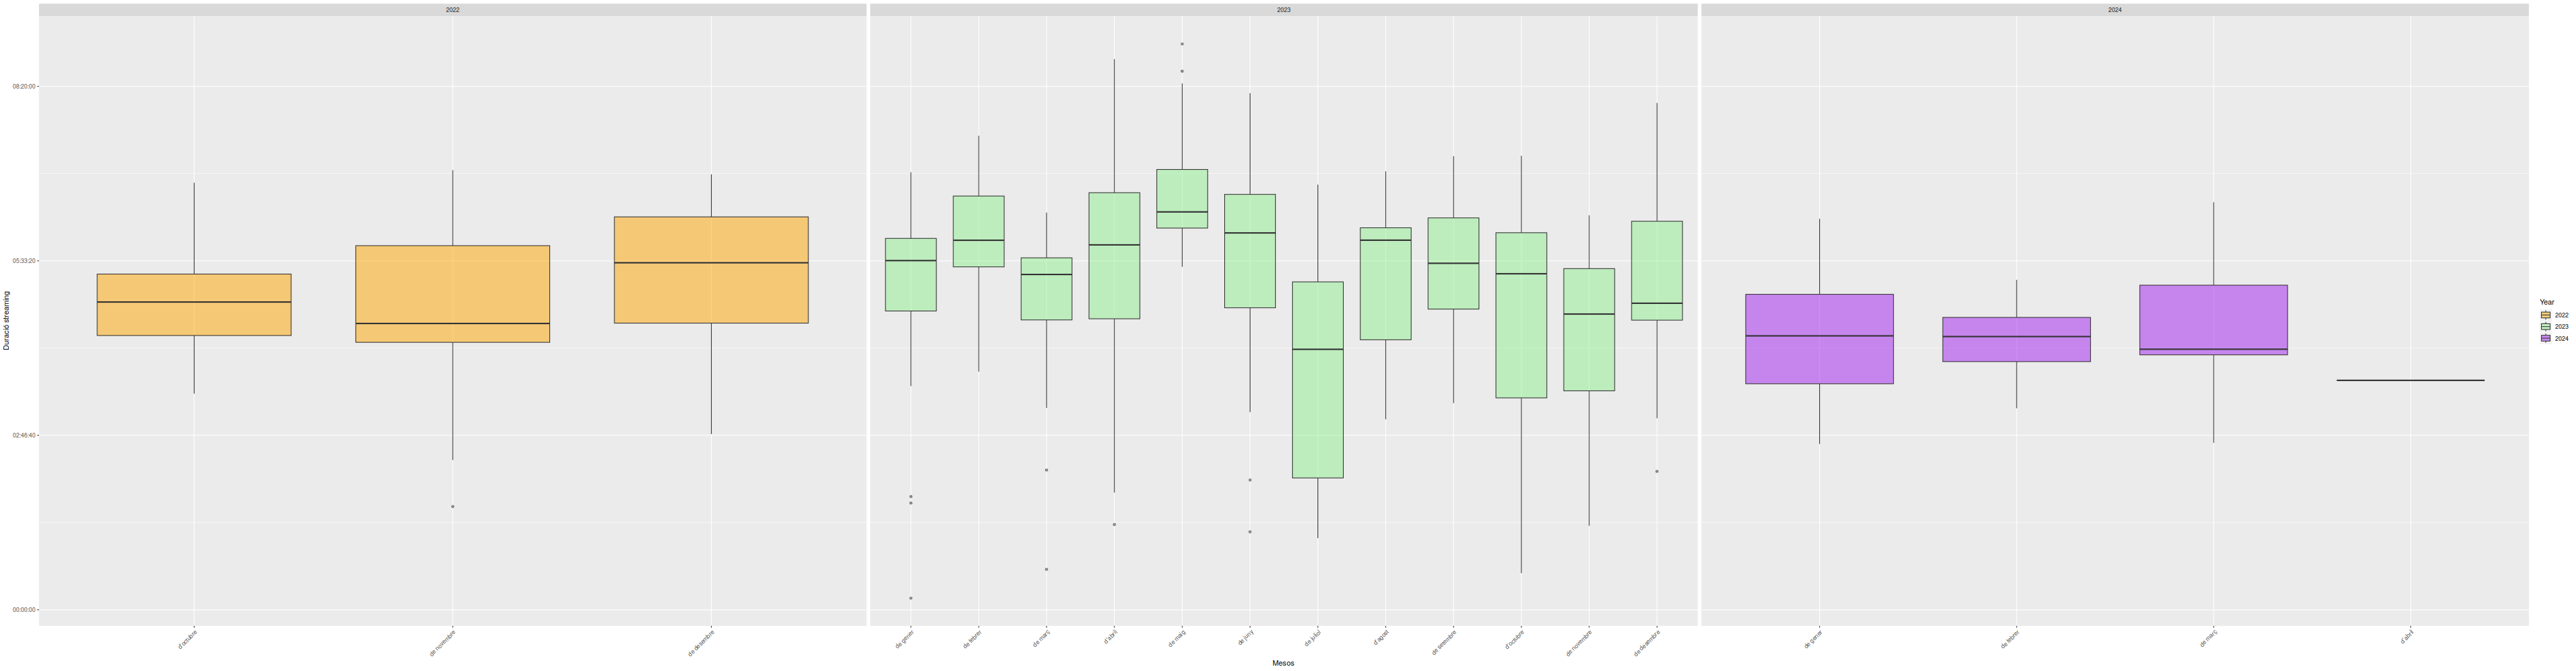 2022
2023
2024
08:20:00
05:33:20
02:46:40
00:00:00
Duració streaming
d'octubre
de novembre
de desembre
de gener
de febrer
de març
d'abril
de maig
de juny
de juliol
d'agost
de setembre
d'octubre
de novembre
de desembre
de gener
de febrer
de març
d'abril
Mesos
Year
2022
2023
2024